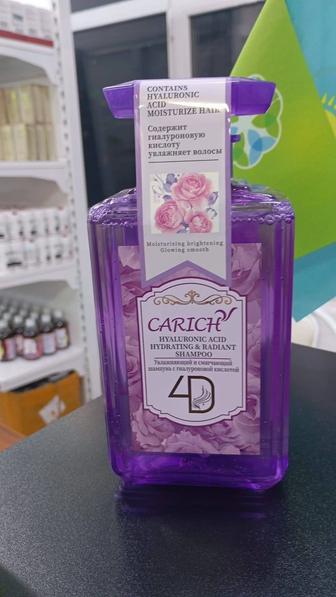 CONTAINS
HYALURONIC
ACID
MOISTURIZE HAIR
Содержит
гиалуроновую
кислоту
увлажняет волосы
Moisturizing brightening
Glowing smooth
CARICH
HYALURONIC ACID
HYDRATING & RADIANT
SHAMPOO
Увлажняющий и смягчающий
шампунь с гиалуроновой кислотой
4D